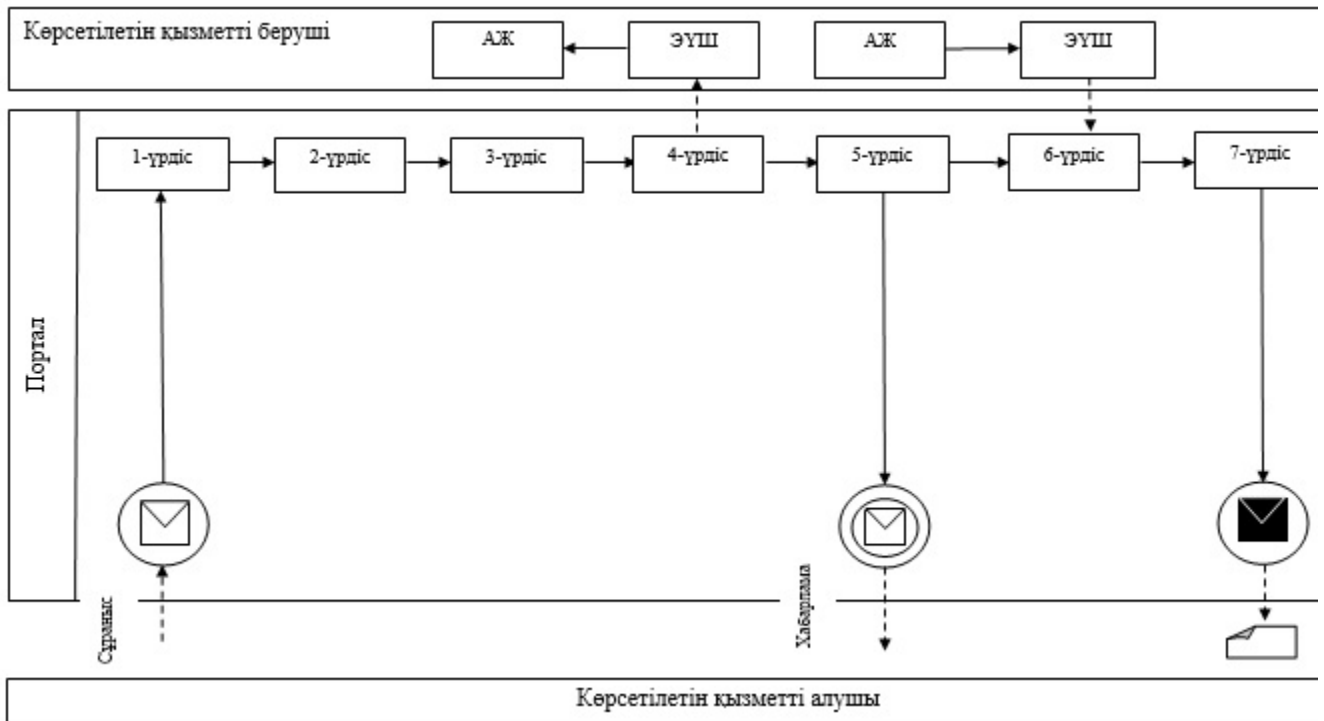 Көрсетілетін қызметті беруші
АЖ
ЭҮШ
АЖ
ЭҮШ
1-үрдіс
2-үрдіс
3-үрдіс
4-үрдіс
5-үрдіс
6-үрдіс
7-үрдіс
Портал
Сұраныс
Хабарлама
Көрсетілетін қызметті алушы